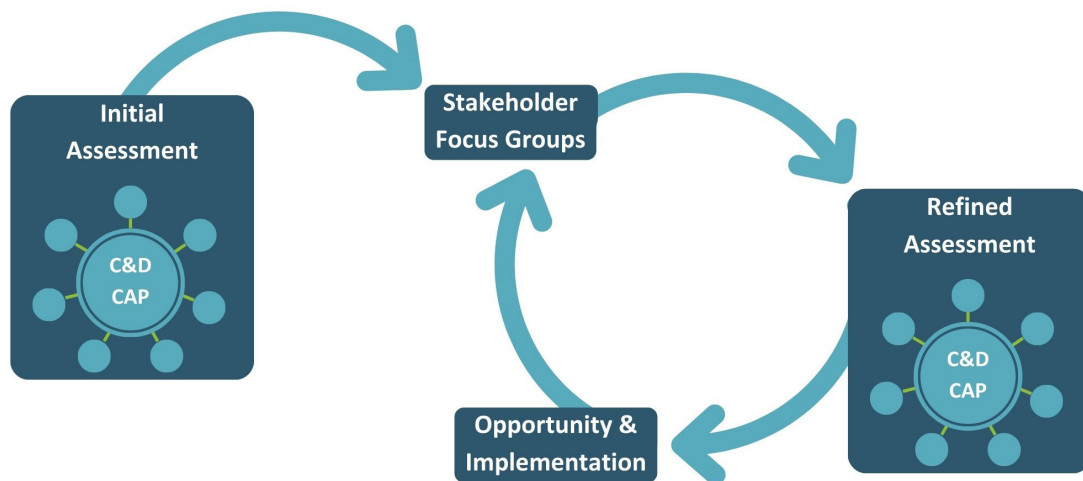 Initial
Assessment
C&D
CAP
Stakeholder
Focus Groups
Refined
Assessment
C&D
CAP
Opportunity &
Implementation